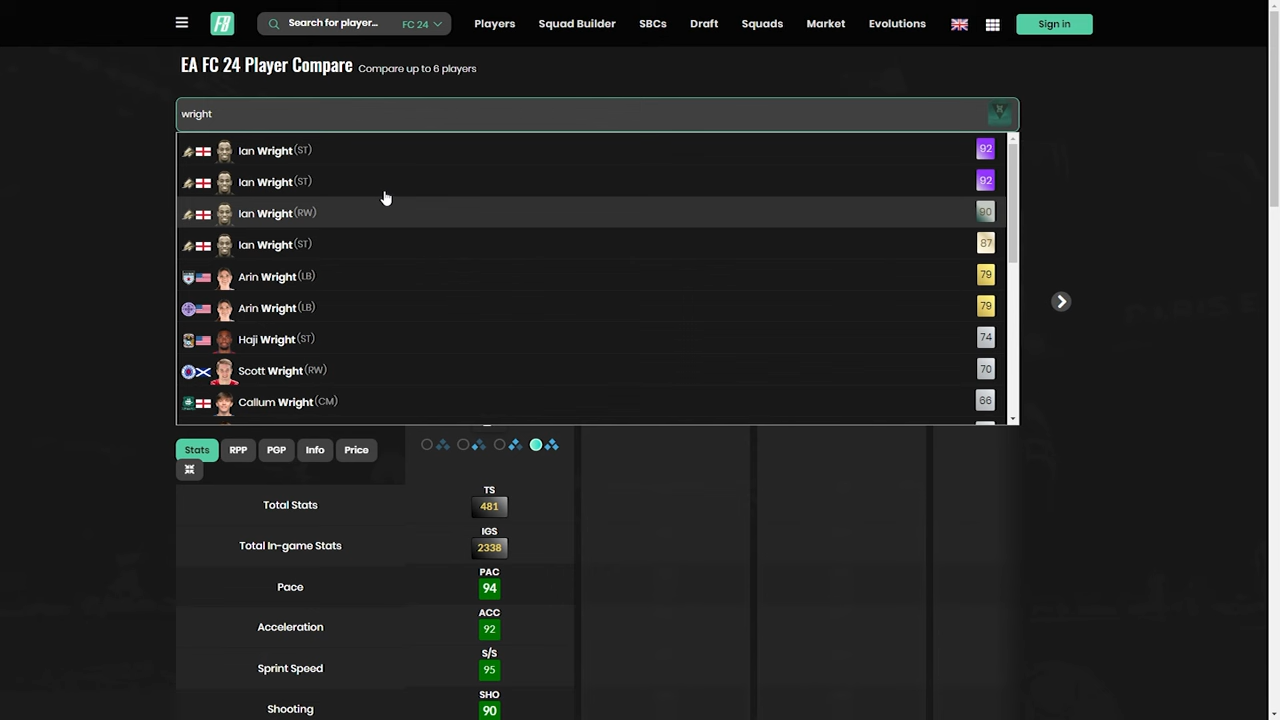 FB
Search for player...
FC 24
Players
Squad Builder
SBCs
Draft
Squads
Market
Evolutions
Sign in
EA FC 24 Player Compare
Compare up to 6 players
wright
Ian Wright (ST) 92
Ian Wright (ST) 92
Ian Wright (RW) 90
Ian Wright (ST) 87
Arin Wright (LB) 79
Arin Wright (LB) 79
Haji Wright (ST) 74
Scott Wright (RW) 70
Callum Wright (CM) 66
Stats
RPP
PGP
Info
Price
TS
Total Stats 481
IGS
Total In-game Stats 2338
PAC
Pace 94
ACC
Acceleration 92
S/S
Sprint Speed 95
SHO
Shooting 90